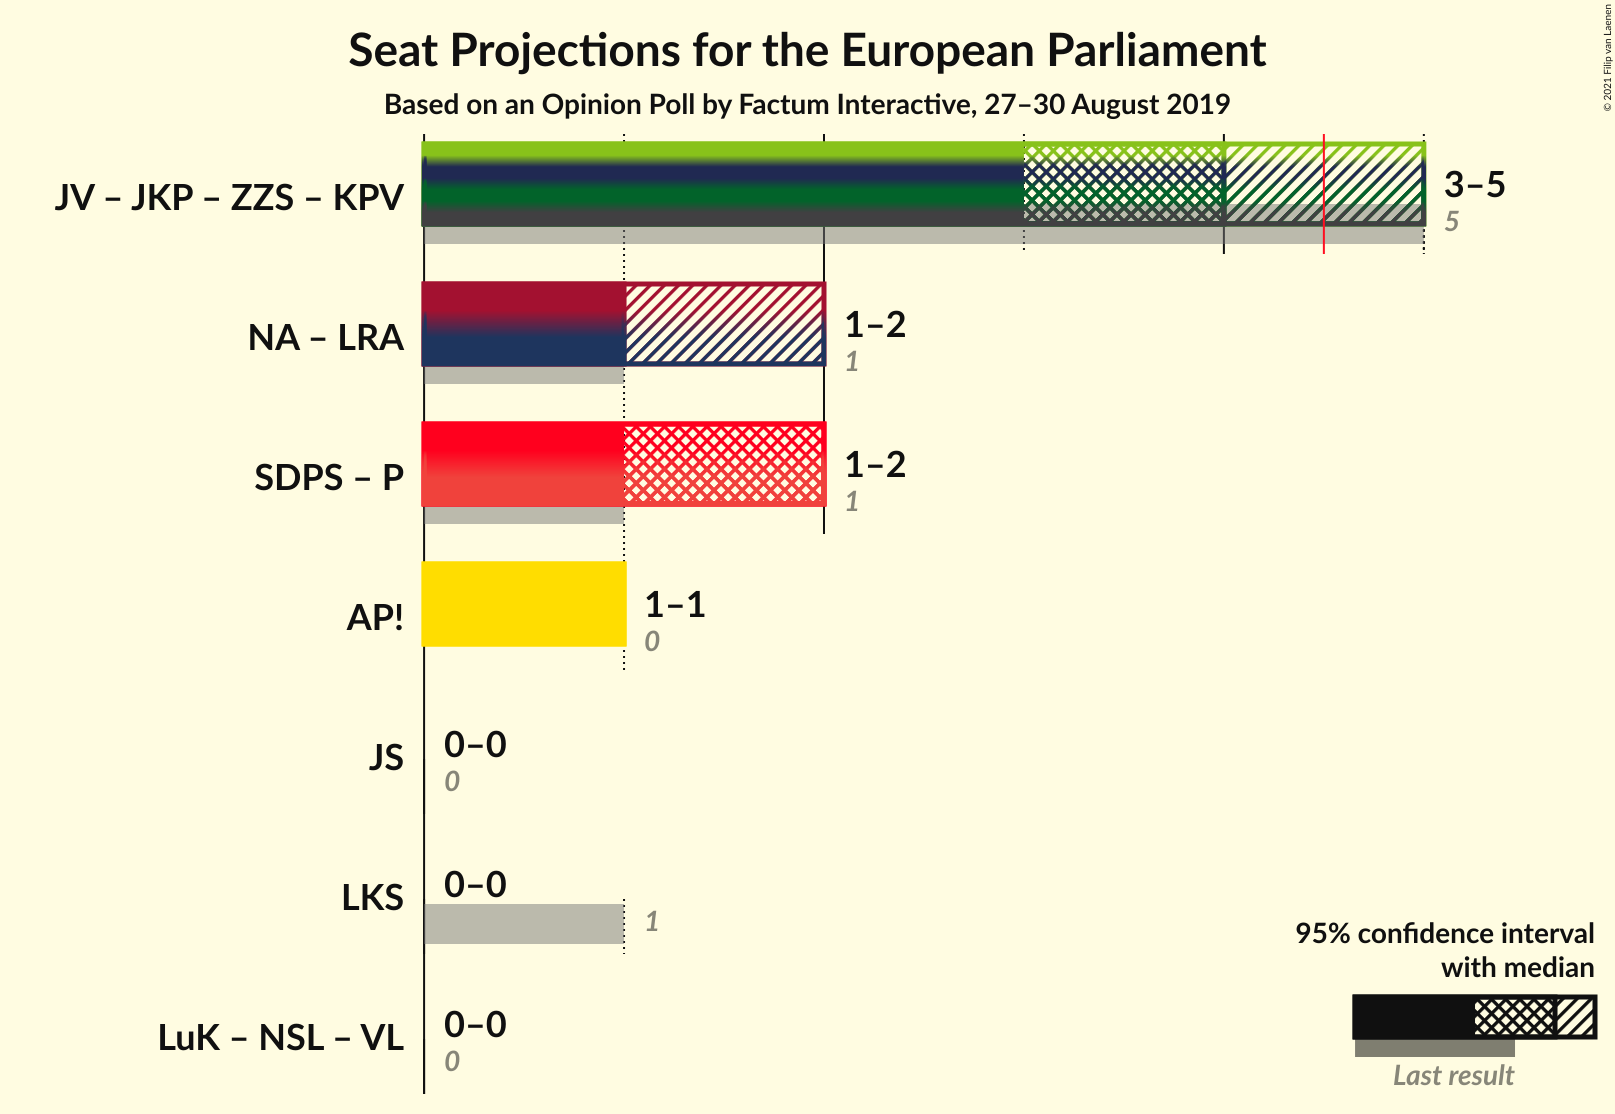 Seat Projections for the European Parliament
Based on an Opinion Poll by Factum Interactive, 27–30 August 2019
© 2021 Filip van Laenen
JV – JKP – ZZS – KPV
3–5
5
NA – LRA
1–2
1
SDPS – P
1–2
1
AP!
1–1
0
JS
0–0
0
LKS
0–0
1
LuK – NSL – VL
0–0
0
95% confidence interval
with median
Last result